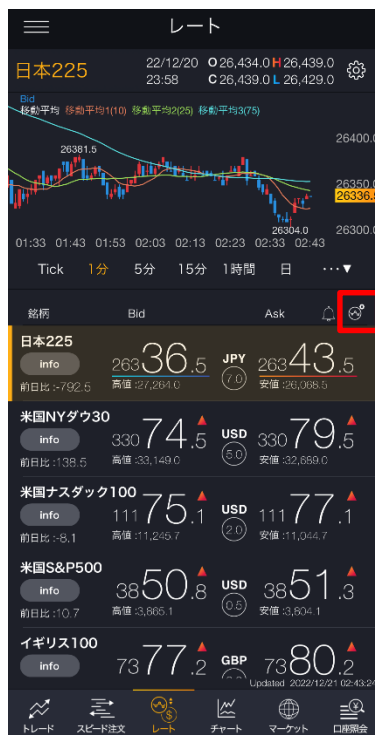 レート
日本225 22/12/20 O 26,434.0 H 26,439.0
23:58 C 26,439.0 L 26,429.0
Bid
移動平均 移動平均1(10) 移動平均2(25) 移動平均3(75)
26400.0
26381.5
26350.0
26336.5
26304.0
26300.0
01:33 01:43 01:53 02:03 02:13 02:23 02:33 02:43
Tick 1分 5分 15分 1時間 日 ···▼
銘柄 Bid Ask
日本225
info 26336.5 JPY 26343.5
(7.0)
前日比 :-792.5 高値 :27,264.0 安値 :26,068.5
米国NYダウ30
info 33074.5 USD 33079.5
(5.0)
前日比 :138.5 高値 :33,149.0 安値 :32,689.0
米国ナスダック100
info 11175.1 USD 11177.1
(2.0)
前日比 :-8.1 高値 :11,245.7 安値 :11,044.7
米国S&P500
info 3850.8 USD 3851.3
(0.5)
前日比 :10.7 高値 :3,865.1 安値 :3,804.1
イギリス100
info 7377.2 GBP 7380.2
Updated 2022/12/21 02:43:24
トレード スピード注文 レート チャート マーケット 口座照会